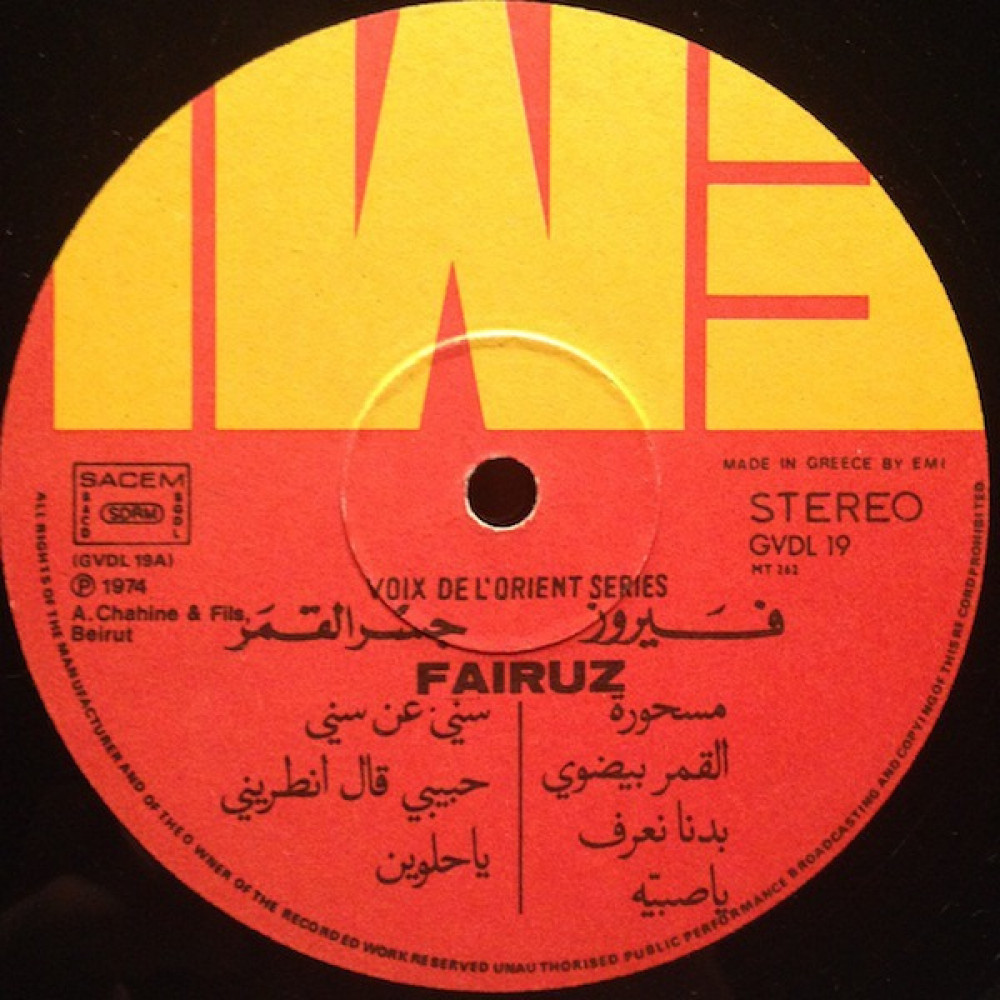 SACEM
SACD
SDRM
SGDL
(GVDL 19A)
Ⓟ 1974
A. Chahine & Fils,
Beirut
MADE IN GREECE BY EMI
STEREO
GVDL 19
MT 262
VOIX DE L'ORIENT SERIES
فَيروز جسر القمَر
FAIRUZ
مسحورة
القمر بيضوي
بدنا نعرف
ياصبيّه
سني عن سني
حبيبي قال انطريني
ياحلوين
ALL RIGHTS OF THE MANUFACTURER AND OF THE OWNER OF THE RECORDED WORK RESERVED UNAUTHORISED PUBLIC PERFORMANCE BROADCASTING AND COPYING OF THIS RECORD PROHIBITED